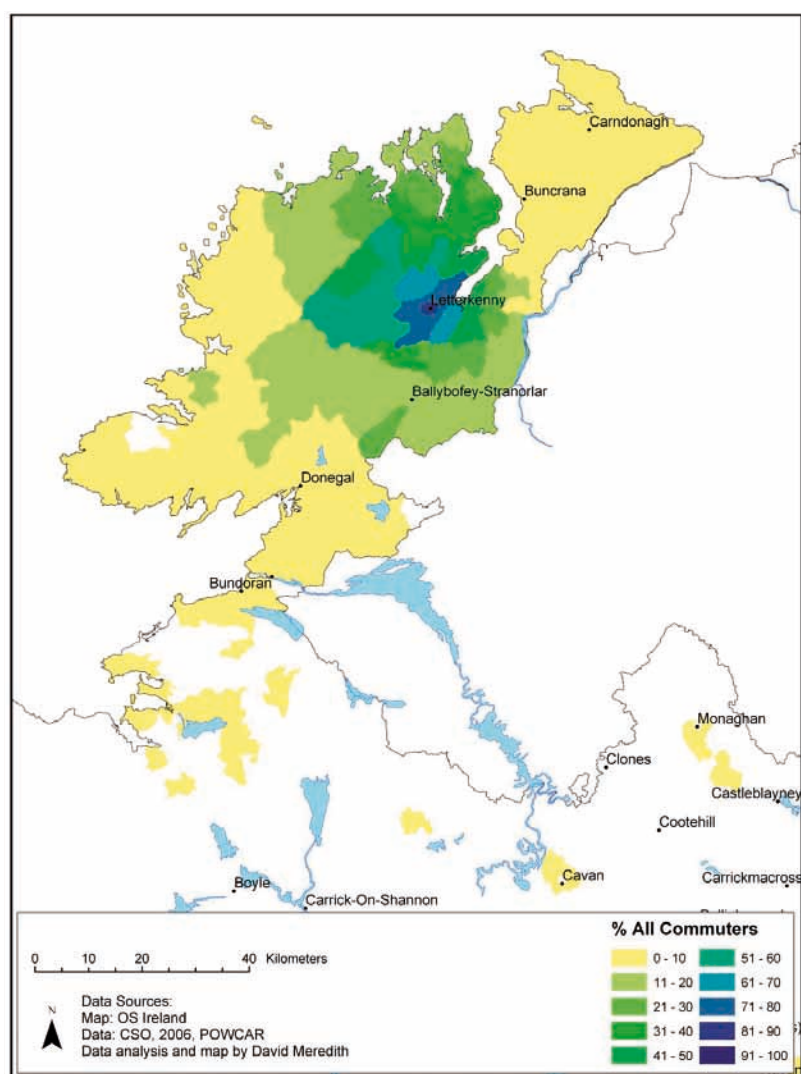 Carndonagh
Buncrana
Letterkenny
Ballybofey-Stranorlar
Donegal
Bundoran
Monaghan
Clones
Castleblayney
Cootehill
Cavan
Boyle
Carrick-On-Shannon
Carrickmacross
% All Commuters
0 - 10
11 - 20
21 - 30
31 - 40
41 - 50
51 - 60
61 - 70
71 - 80
81 - 90
91 - 100
0 10 20 40 Kilometers
N
Data Sources:
Map: OS Ireland
Data: CSO, 2006, POWCAR
Data analysis and map by David Meredith